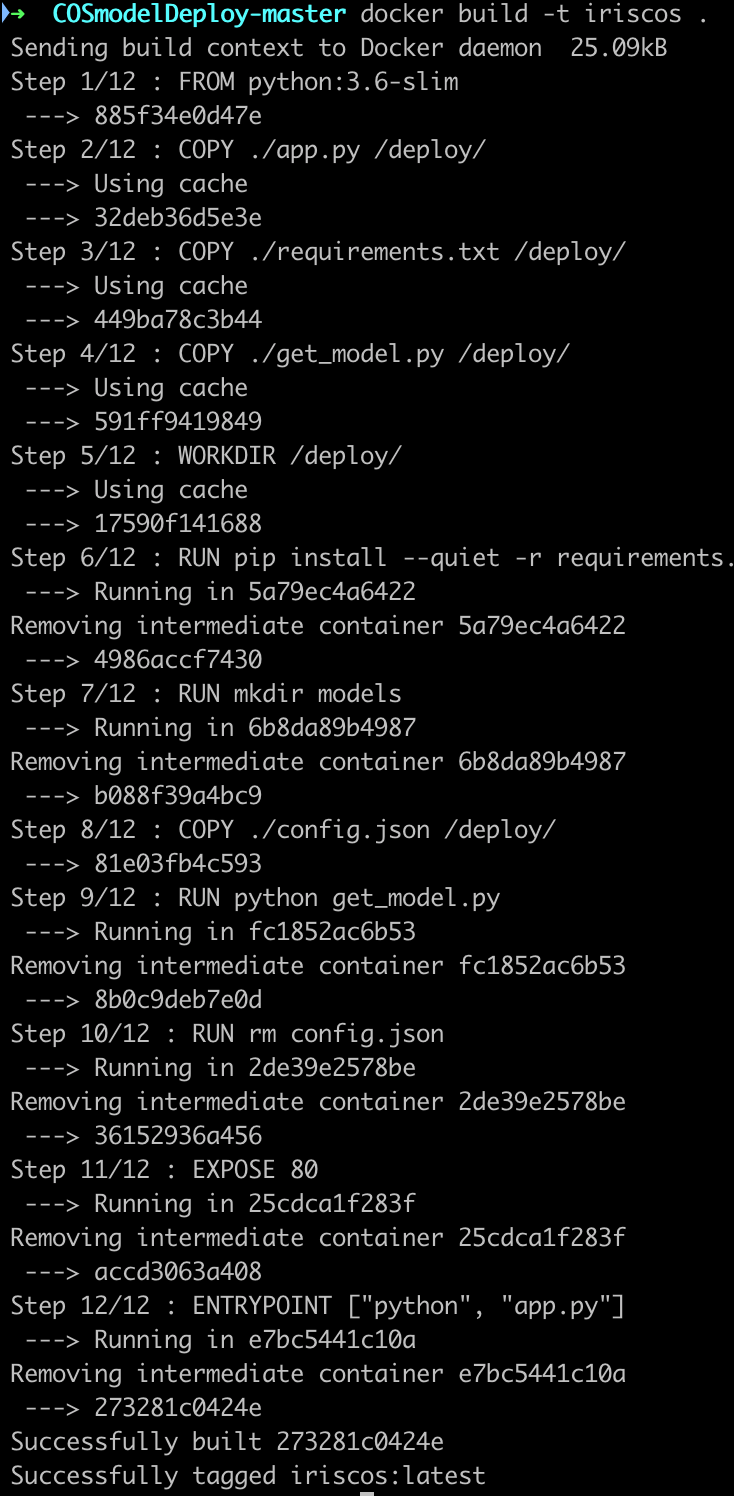 ➜  COSmodelDeploy-master docker build -t iriscos .
Sending build context to Docker daemon  25.09kB
Step 1/12 : FROM python:3.6-slim
 ---> 885f34e0d47e
Step 2/12 : COPY ./app.py /deploy/
 ---> Using cache
 ---> 32deb36d5e3e
Step 3/12 : COPY ./requirements.txt /deploy/
 ---> Using cache
 ---> 449ba78c3b44
Step 4/12 : COPY ./get_model.py /deploy/
 ---> Using cache
 ---> 591ff9419849
Step 5/12 : WORKDIR /deploy/
 ---> Using cache
 ---> 17590f141688
Step 6/12 : RUN pip install --quiet -r requirements.
 ---> Running in 5a79ec4a6422
Removing intermediate container 5a79ec4a6422
 ---> 4986accf7430
Step 7/12 : RUN mkdir models
 ---> Running in 6b8da89b4987
Removing intermediate container 6b8da89b4987
 ---> b088f39a4bc9
Step 8/12 : COPY ./config.json /deploy/
 ---> 81e03fb4c593
Step 9/12 : RUN python get_model.py
 ---> Running in fc1852ac6b53
Removing intermediate container fc1852ac6b53
 ---> 8b0c9deb7e0d
Step 10/12 : RUN rm config.json
 ---> Running in 2de39e2578be
Removing intermediate container 2de39e2578be
 ---> 36152936a456
Step 11/12 : EXPOSE 80
 ---> Running in 25cdca1f283f
Removing intermediate container 25cdca1f283f
 ---> accd3063a408
Step 12/12 : ENTRYPOINT ["python", "app.py"]
 ---> Running in e7bc5441c10a
Removing intermediate container e7bc5441c10a
 ---> 273281c0424e
Successfully built 273281c0424e
Successfully tagged iriscos:latest